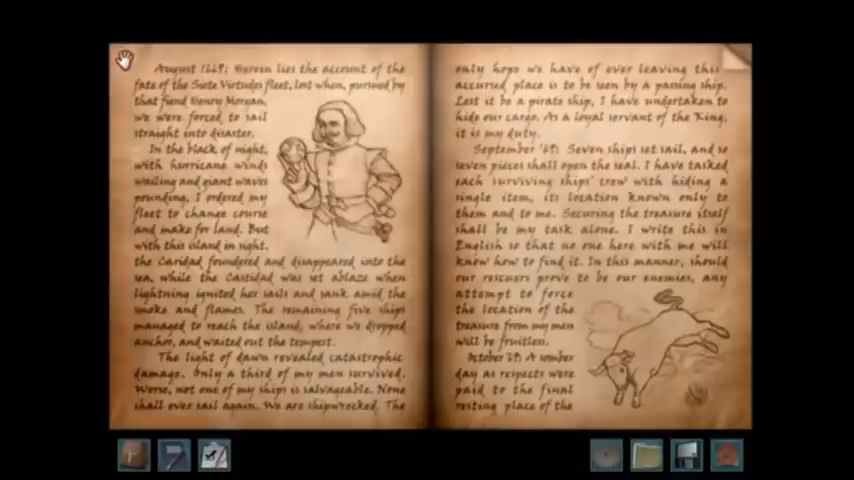 August 1669: Herein lies the account of the
fate of the Siete Virtudes fleet, lost when, pursued by
that fiend Henry Morgan,
we were forced to sail
straight into disaster.
In the black of night,
with hurricane winds
wailing and giant waves
pounding, I ordered my
fleet to change course
and make for land. But
with this island in sight,
the Caridad foundered and disappeared into the
sea, while the Castidad was set ablaze when
lightning ignited her sails and sank amid the
smoke and flames. The remaining five ships
managed to reach the island, where we dropped
anchor, and waited out the tempest.
The light of dawn revealed catastrophic
damage. Only a third of my men survived.
Worse, not one of my ships is salvageable. None
shall ever sail again. We are shipwrecked. The
only hope we have of ever leaving this
accursed place is to be seen by a passing ship.
Lest it be a pirate ship, I have undertaken to
hide our cargo. As a loyal servant of the King,
it is my duty.
September '69: Seven ships set sail, and so
seven pieces shall open the seal. I have tasked
each surviving ships' crew with hiding a
single item, its location known only to
them and to me. Securing the treasure itself
shall be my task alone. I write this in
English so that no one here with me will
know how to find it. In this manner, should
our rescuers prove to be our enemies, any
attempt to force
the location of the
treasure from my men
will be fruitless.
October '69: A somber
day as respects were
paid to the final
resting place of the